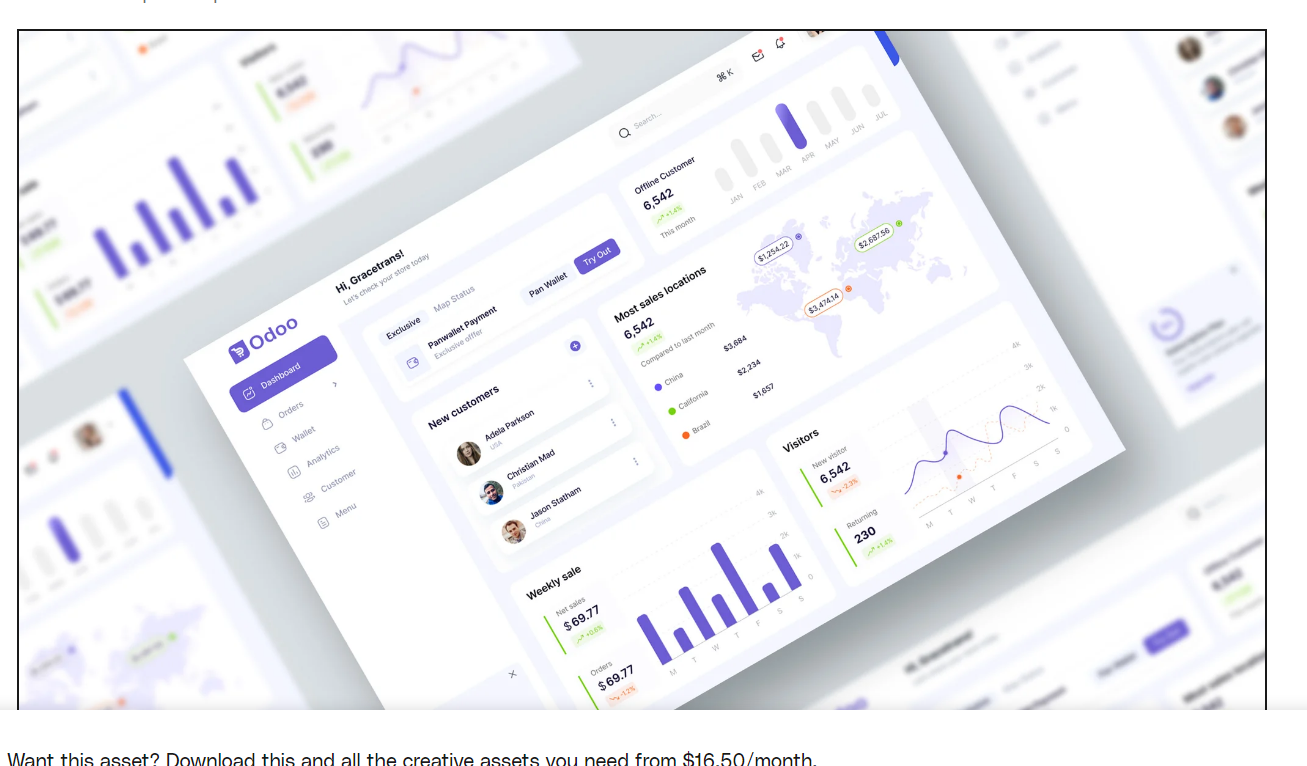 ⌘ K
Search...
Hi, Gracetrans!
Let's check your store today
Odoo
Dashboard
Orders
Wallet
Analytics
Customer
Menu
Exclusive
Map Status
Panwallet Payment
Exclusive offer
Pan Wallet
Try Out
Offline Customer
6,542
+1.4%
This month
JAN
FEB
MAR
APR
MAY
JUN
JUL
New customers
Adela Parkson
USA
Christian Mad
Pakistan
Jason Statham
China
Most sales locations
6,542
+1.4%
Compared to last month
China
$3,684
California
$2,234
Brazil
$1,657
$1,254.22
$2,687.56
$3,474.14
Weekly sale
Net sales
$69.77
+0.6%
Orders
$69.77
-1.2%
4k
3k
2k
1k
0
M
T
W
T
F
S
S
Visitors
New visitor
6,542
-2.3%
Returning
230
+1.4%
4k
3k
2k
1k
0
M
T
W
T
F
S
S
Want this asset? Download this and all the creative assets you need from $16.50/month.